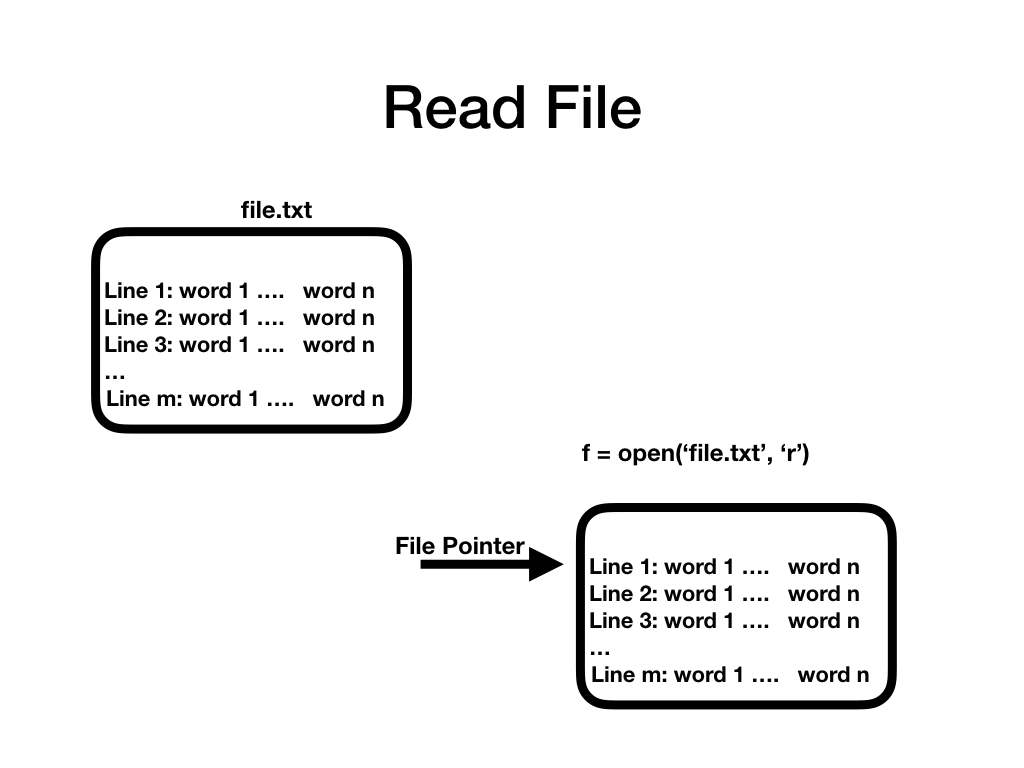 Read File
file.txt
Line 1: word 1 …. word n
Line 2: word 1 …. word n
Line 3: word 1 …. word n
…
Line m: word 1 …. word n
f = open(‘file.txt’, ‘r’)
File Pointer
Line 1: word 1 …. word n
Line 2: word 1 …. word n
Line 3: word 1 …. word n
…
Line m: word 1 …. word n